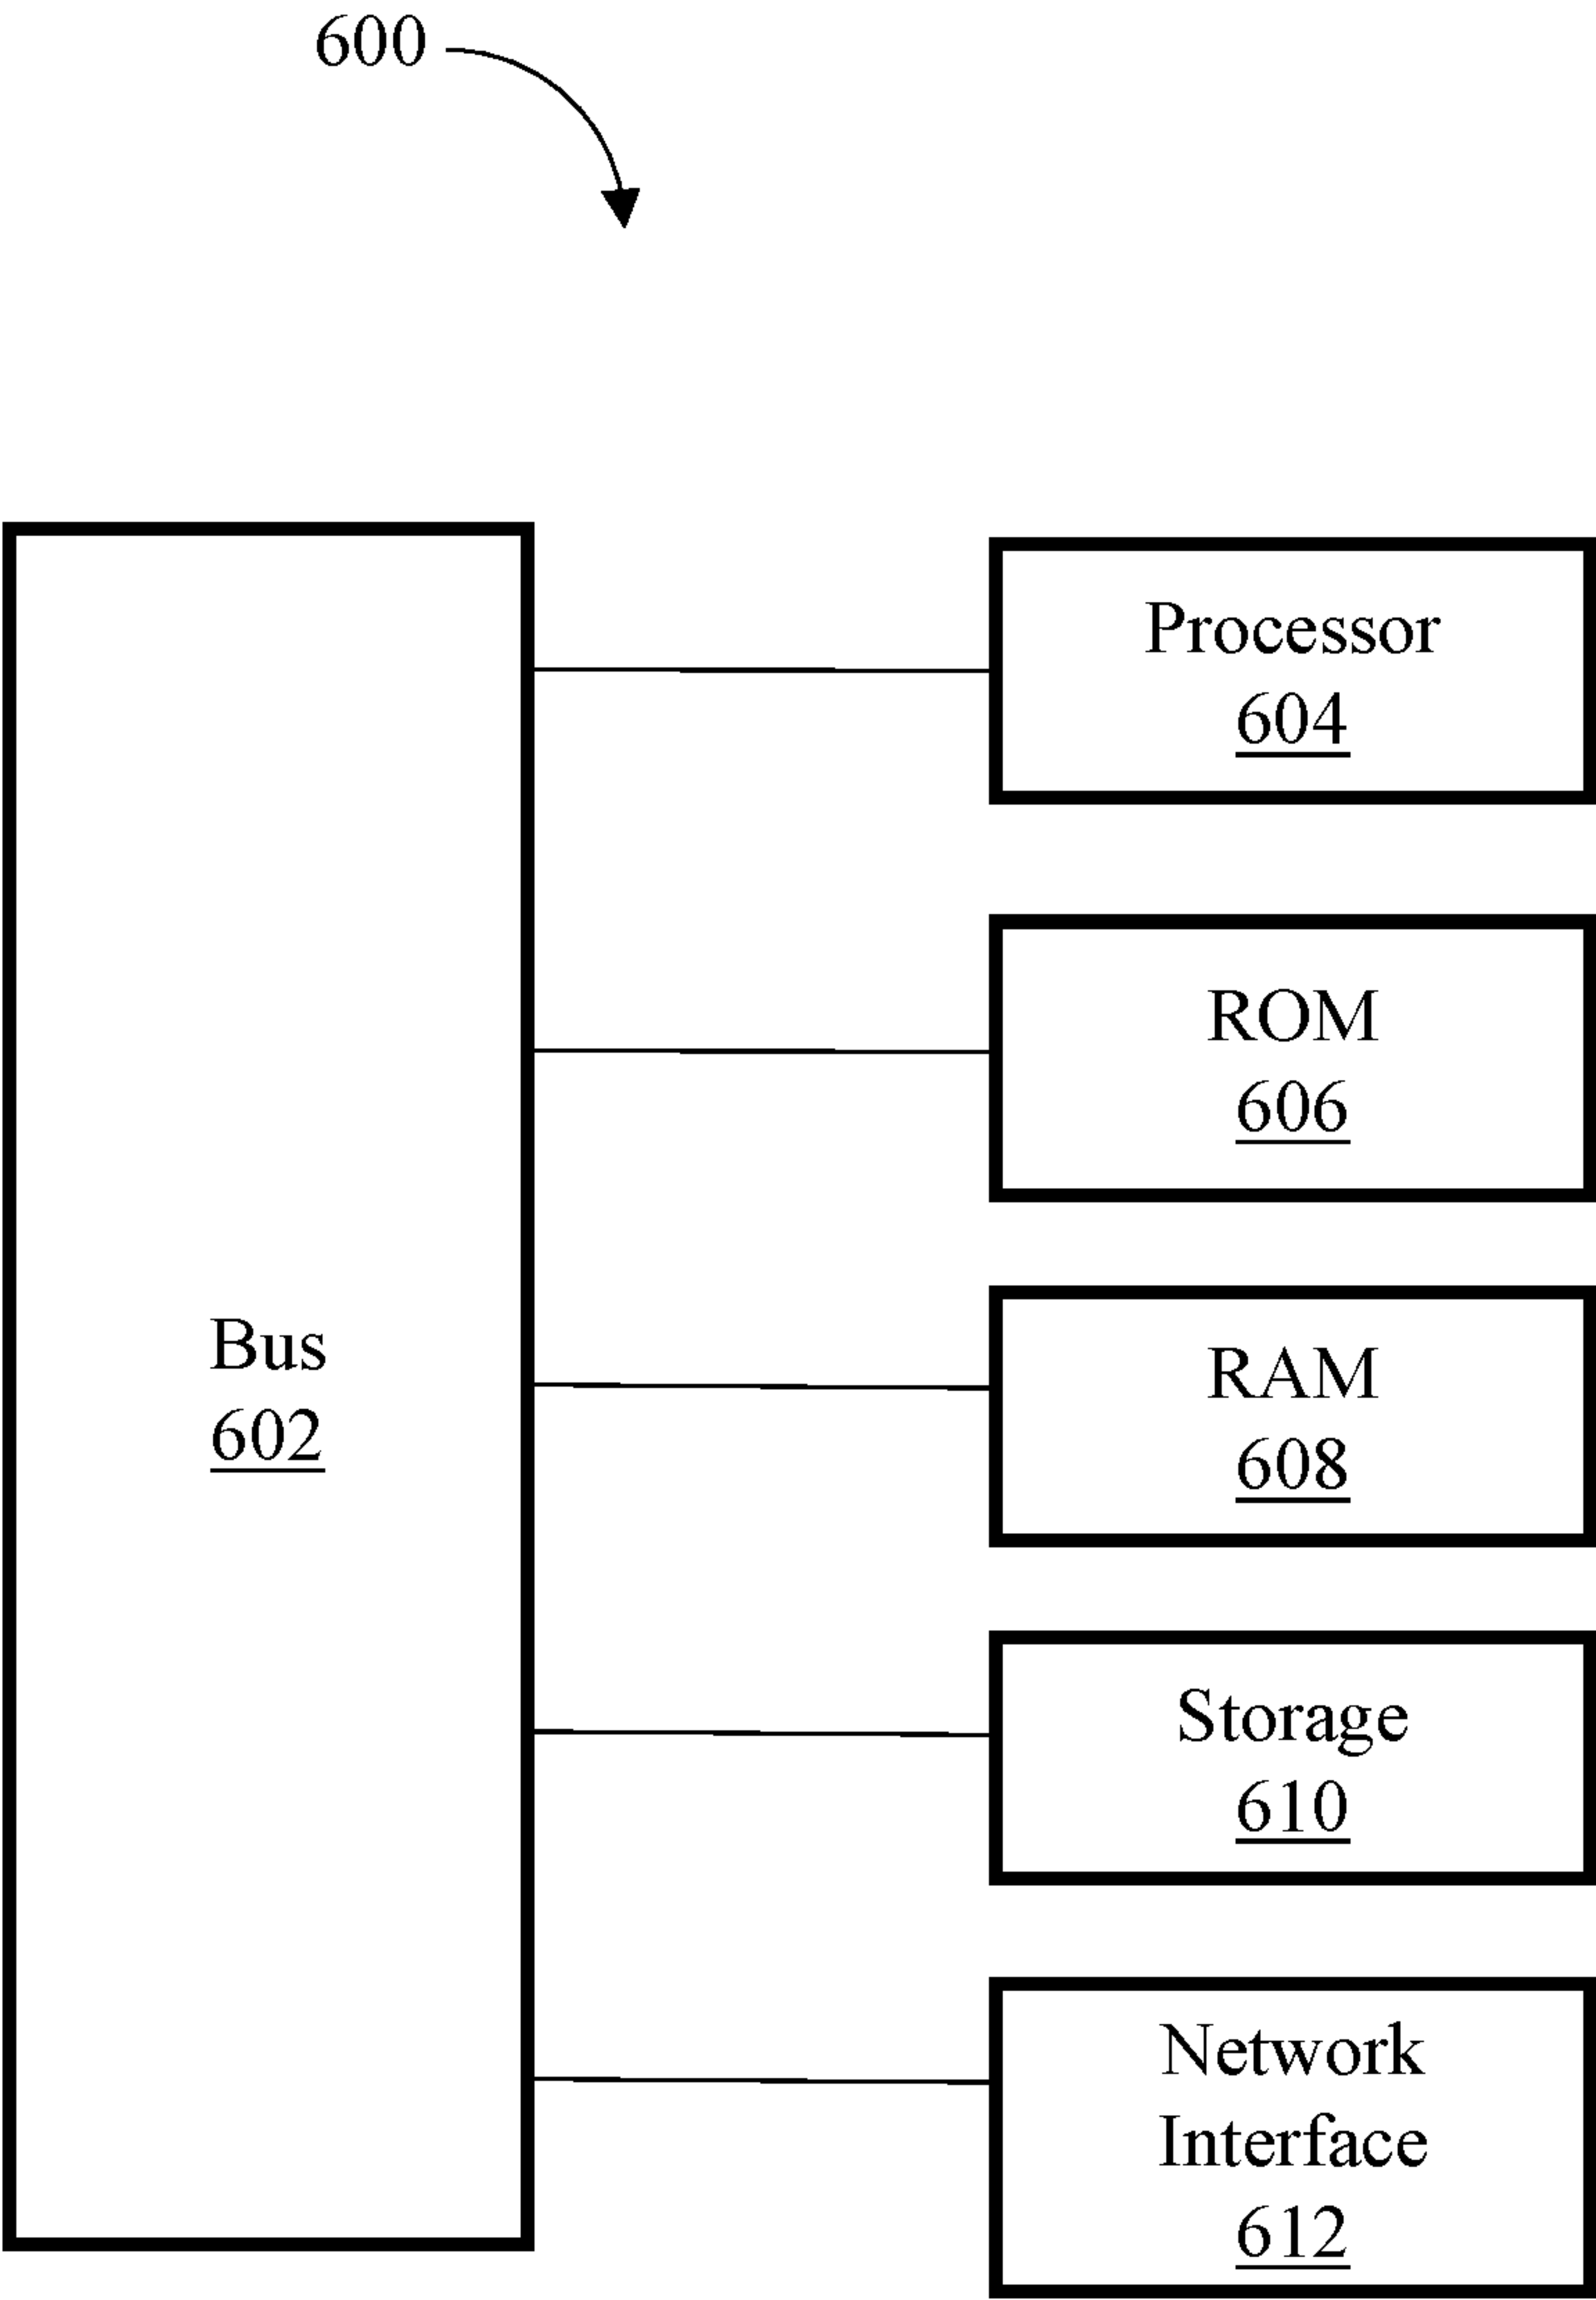 600
Processor
604
ROM
606
Bus
602
RAM
608
Storage
610
Network
Interface
612